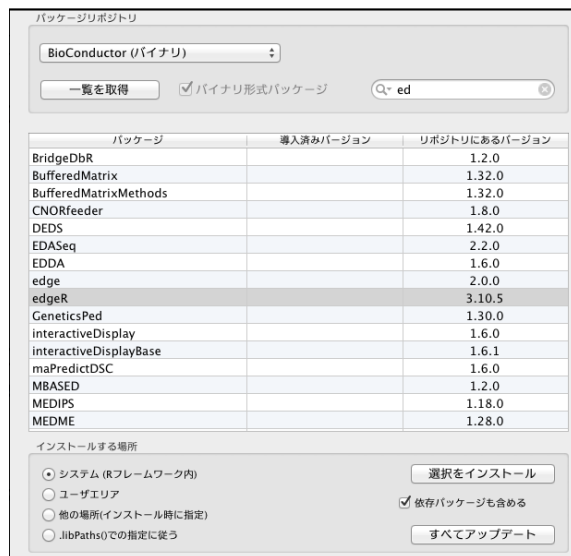 パッケージリポジトリ
BioConductor (バイナリ)
一覧を取得 バイナリ形式パッケージ ed
パッケージ 導入済みバージョン リポジトリにあるバージョン
BridgeDbR 1.2.0
BufferedMatrix 1.32.0
BufferedMatrixMethods 1.32.0
CNORfeeder 1.8.0
DEDS 1.42.0
EDASeq 2.2.0
EDDA 1.6.0
edge 2.0.0
edgeR 3.10.5
GeneticsPed 1.30.0
interactiveDisplay 1.6.0
interactiveDisplayBase 1.6.1
maPredictDSC 1.6.0
MBASED 1.2.0
MEDIPS 1.18.0
MEDME 1.28.0
インストールする場所
システム (Rフレームワーク内) 選択をインストール
ユーザエリア 依存パッケージも含める
他の場所(インストール時に指定)
.libPaths()での指定に従う すべてアップデート